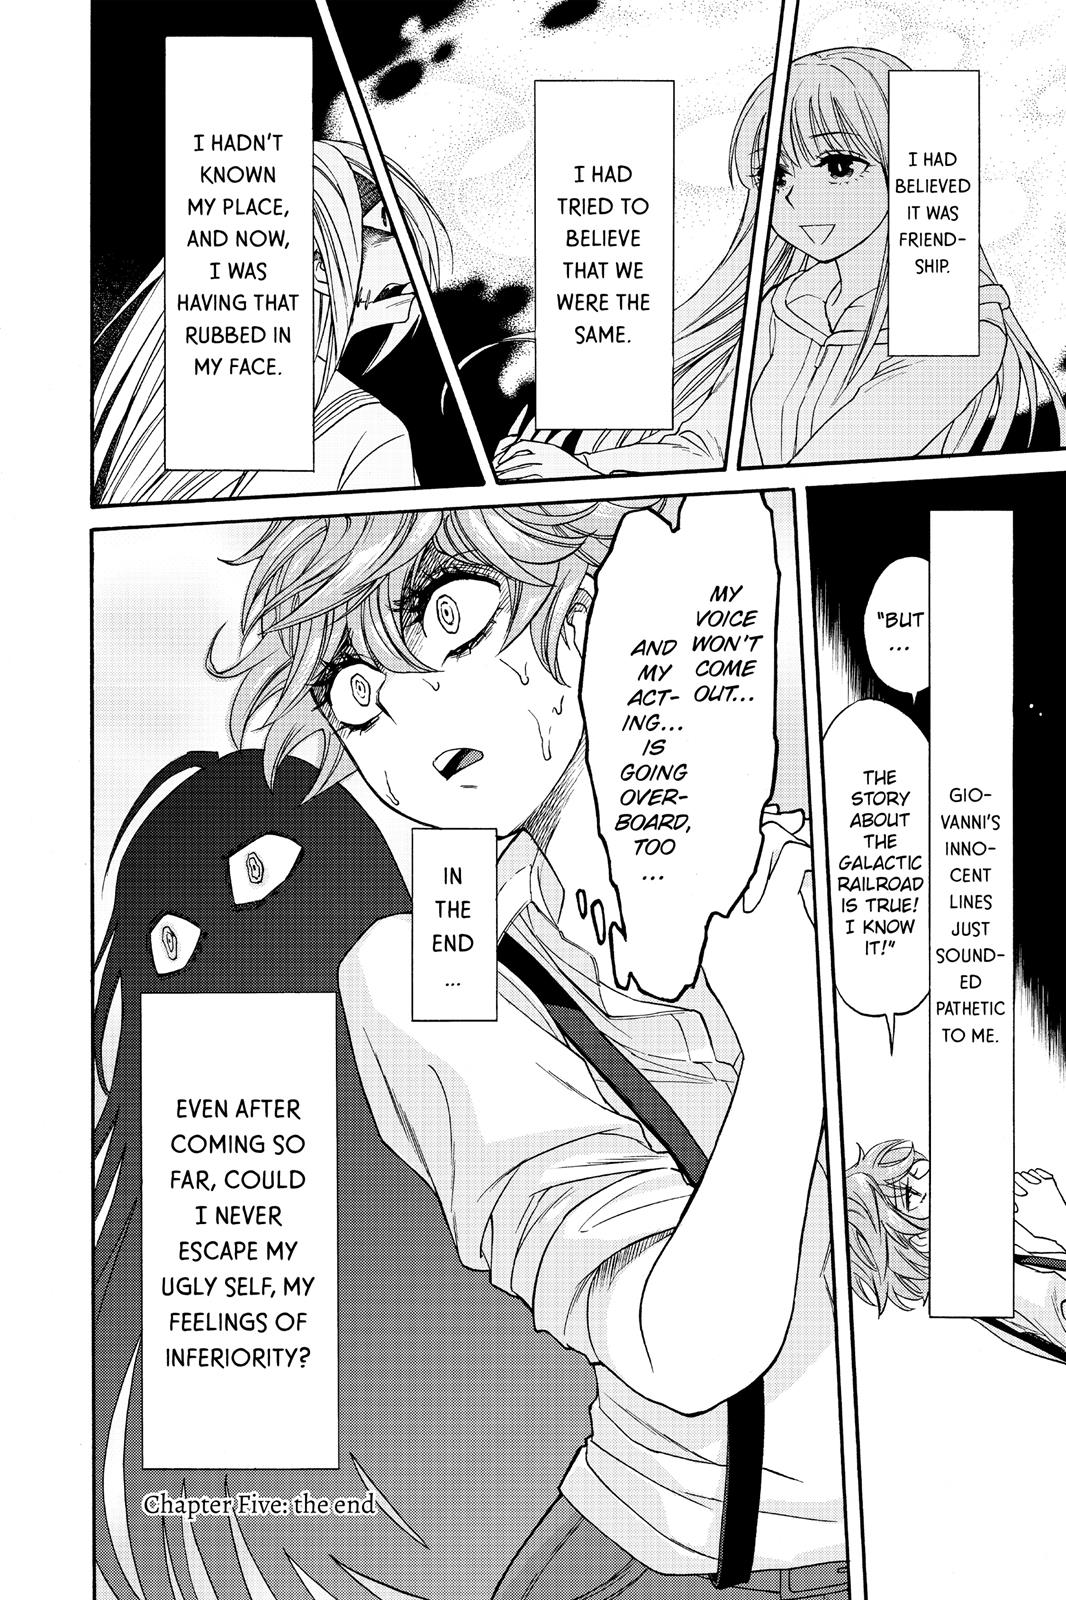 I HAD
BELIEVED
IT WAS
FRIEND-
SHIP.
I HAD
TRIED TO
BELIEVE
THAT WE
WERE THE
SAME.
I HADN'T
KNOWN
MY PLACE,
AND NOW,
I WAS
HAVING THAT
RUBBED IN
MY FACE.
"BUT
...
THE
STORY
ABOUT
THE
GALACTIC
RAILROAD
IS TRUE!
I KNOW
IT!"
GIO-
VANNI'S
INNO-
CENT
LINES
JUST
SOUND-
ED
PATHETIC
TO ME.
MY
VOICE
WON'T
COME
OUT...
AND
MY
ACT-
ING...
IS
GOING
OVER-
BOARD,
TOO
...
IN
THE
END
...
EVEN AFTER
COMING SO
FAR, COULD
I NEVER
ESCAPE MY
UGLY SELF, MY
FEELINGS OF
INFERIORITY?
Chapter Five: the end